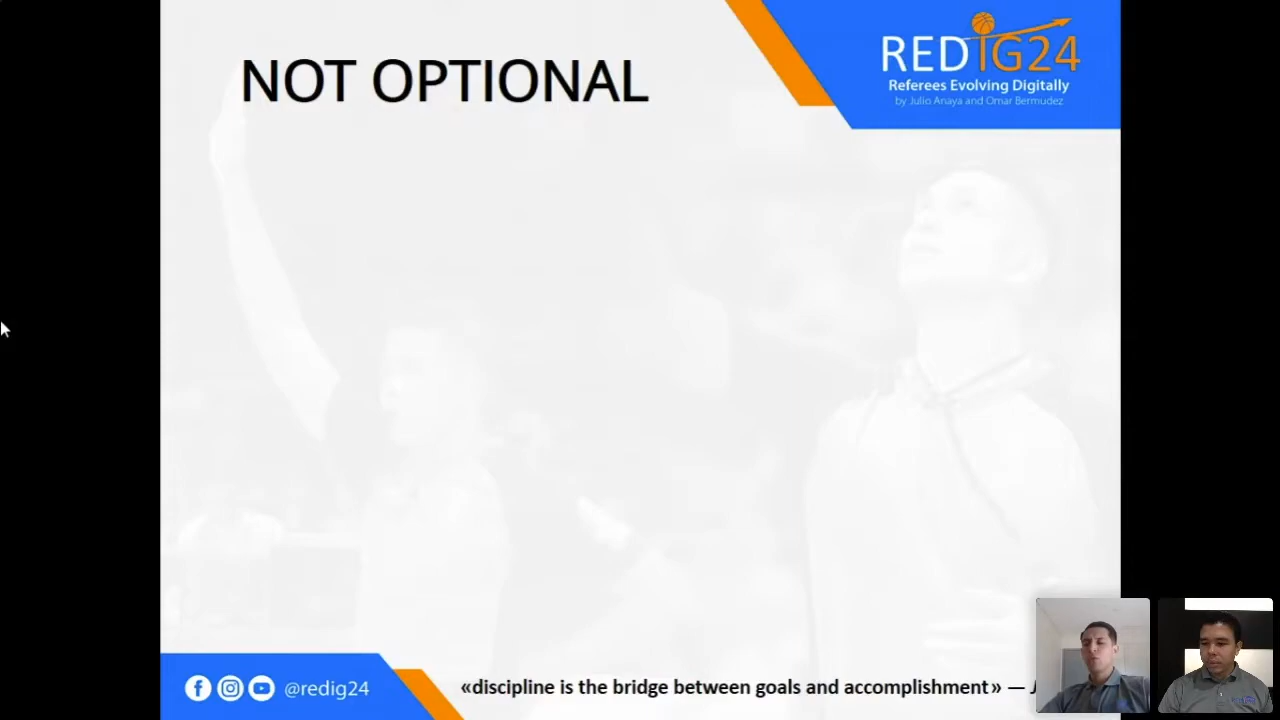 NOT OPTIONAL
REDIG24
Referees Evolving Digitally
by Julio Anaya and Omar Bermudez
@redig24
«discipline is the bridge between goals and accomplishment» —